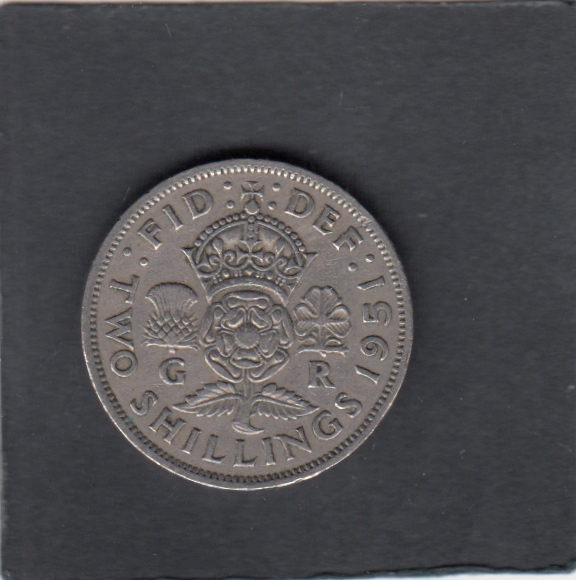 FID : DEF : 1951
TWO SHILLINGS
G R